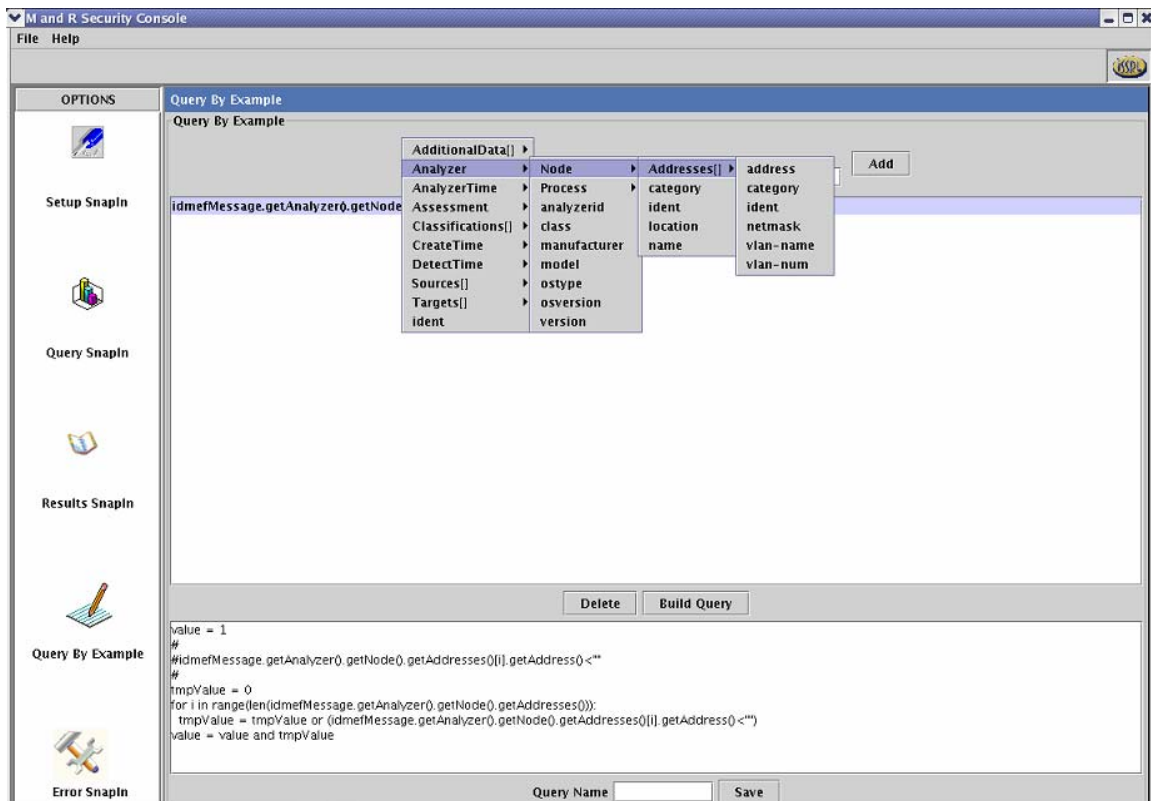 M and R Security Console
File Help
OPTIONS
Setup SnapIn
Query SnapIn
Results SnapIn
Query By Example
Error SnapIn
Query By Example
Query By Example
AdditionalData[]
Analyzer
AnalyzerTime
Assessment
Classifications[]
CreateTime
DetectTime
Sources[]
Targets[]
ident
Node
Process
analyzerid
class
manufacturer
model
ostype
osversion
version
Addresses[]
category
ident
location
name
address
category
ident
netmask
vlan-name
vlan-num
Add
idmefMessage.getAnalyzer().getNode
Delete Build Query
value = 1
#
#idmefMessage.getAnalyzer().getNode().getAddresses()[i].getAddress()<""
#
tmpValue = 0
for i in range(len(idmefMessage.getAnalyzer().getNode().getAddresses())):
tmpValue = tmpValue or (idmefMessage.getAnalyzer().getNode().getAddresses()[i].getAddress()<"")
value = value and tmpValue
Query Name Save